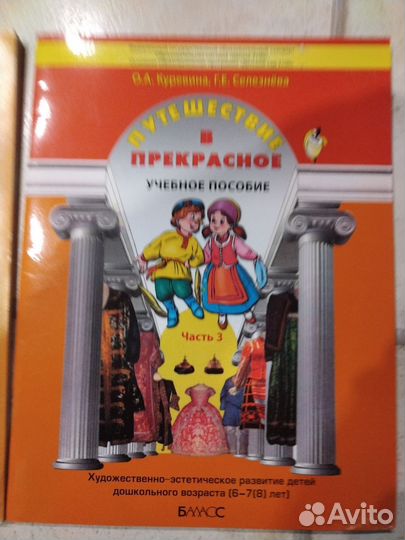 О.А. Куревина, Г.Е. Селезнёва
ПУТЕШЕСТВИЕ
В
ПРЕКРАСНОЕ
УЧЕБНОЕ ПОСОБИЕ
Часть 3
Художественно-эстетическое развитие детей
дошкольного возраста (6–7(8) лет)
БАЛАСС
Avito